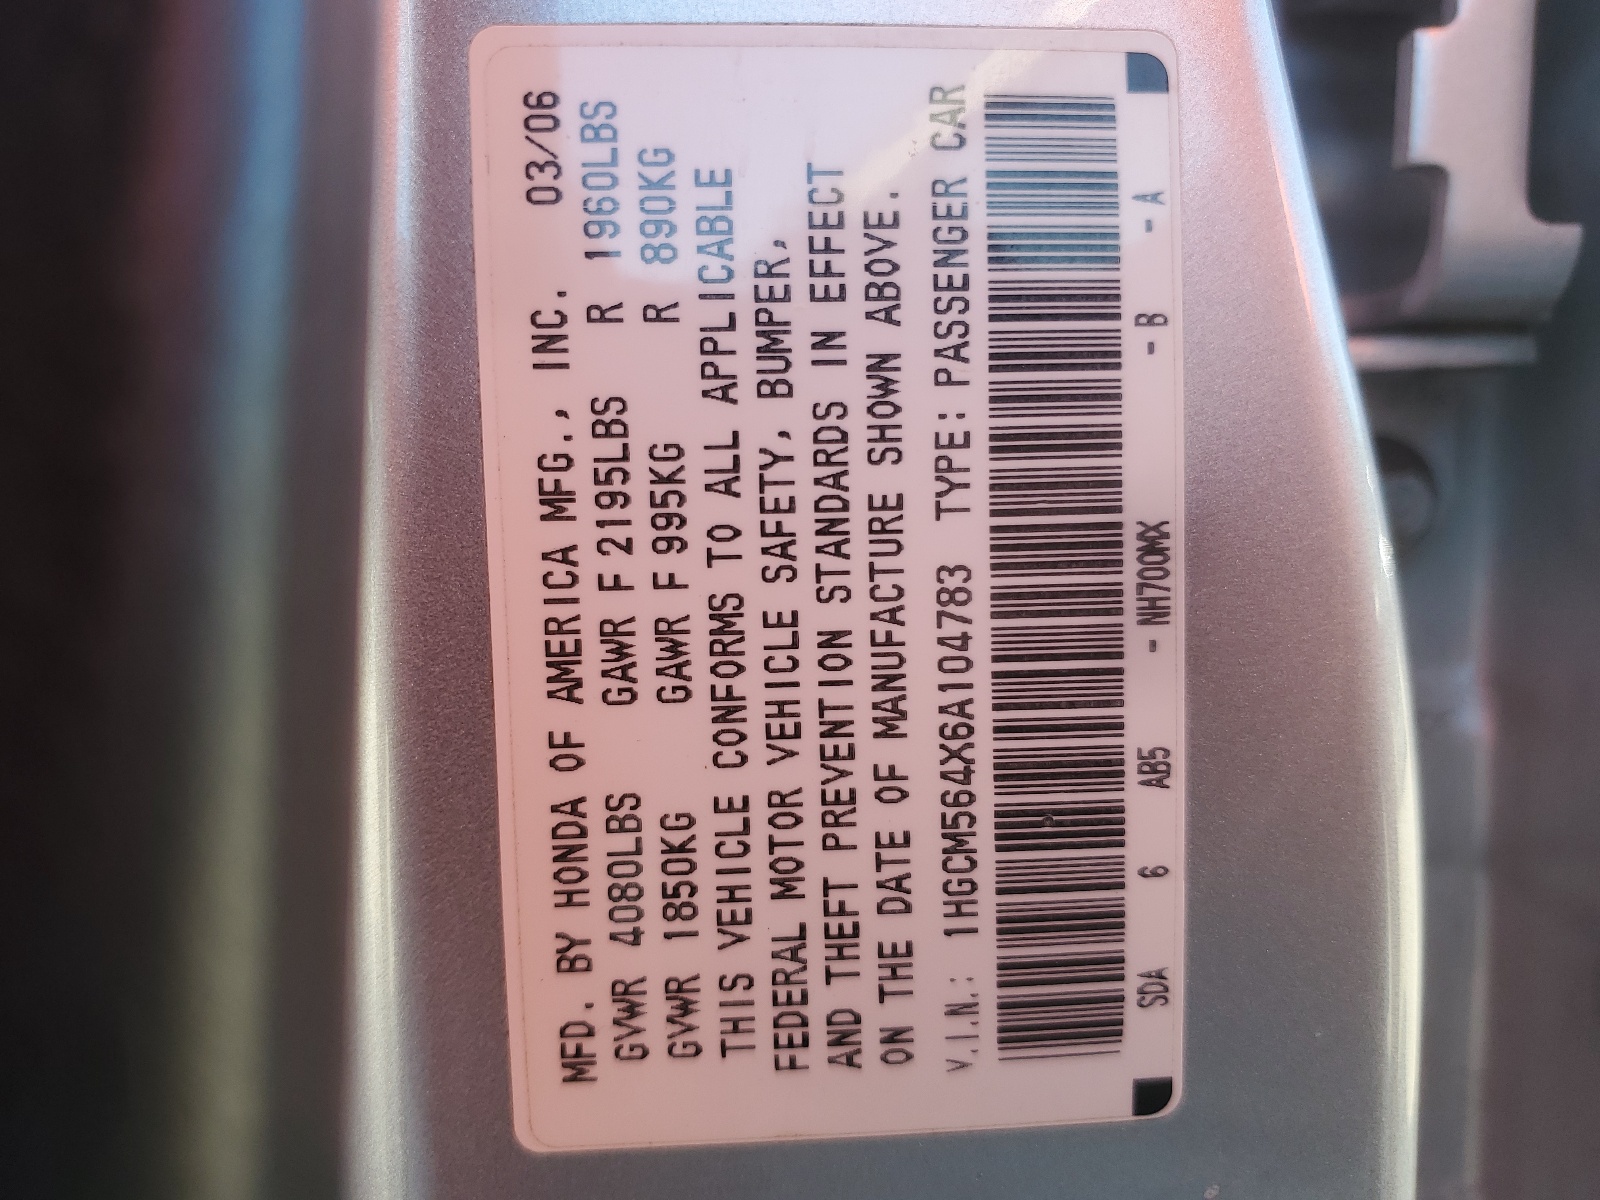 MFD. BY HONDA OF AMERICA MFG., INC. 03/06
GVWR 4080LBS GAWR F 2195LBS R 1960LBS
GVWR 1850KG GAWR F 995KG R 890KG
THIS VEHICLE CONFORMS TO ALL APPLICABLE
FEDERAL MOTOR VEHICLE SAFETY, BUMPER,
AND THEFT PREVENTION STANDARDS IN EFFECT
ON THE DATE OF MANUFACTURE SHOWN ABOVE.
V.I.N.: 1HGCM564X6A104783 TYPE: PASSENGER CAR
SDA 6 AB5 - NH700MX - B - A